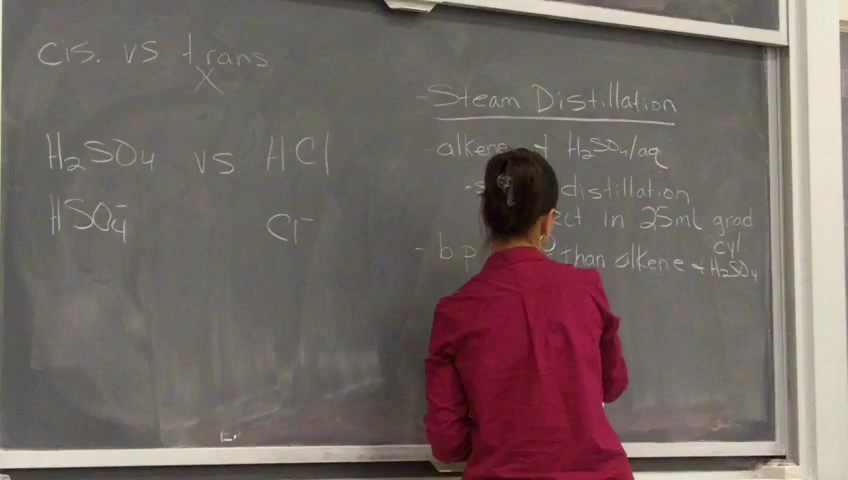 cis. vs trans
X
H₂SO₄ vs HCl
HSO₄⁻ Cl⁻
- Steam Distillation
- alkene + H₂SO₄/aq
distillation
in 25ml grad cyl.
- bp than alkene + H₂SO₄